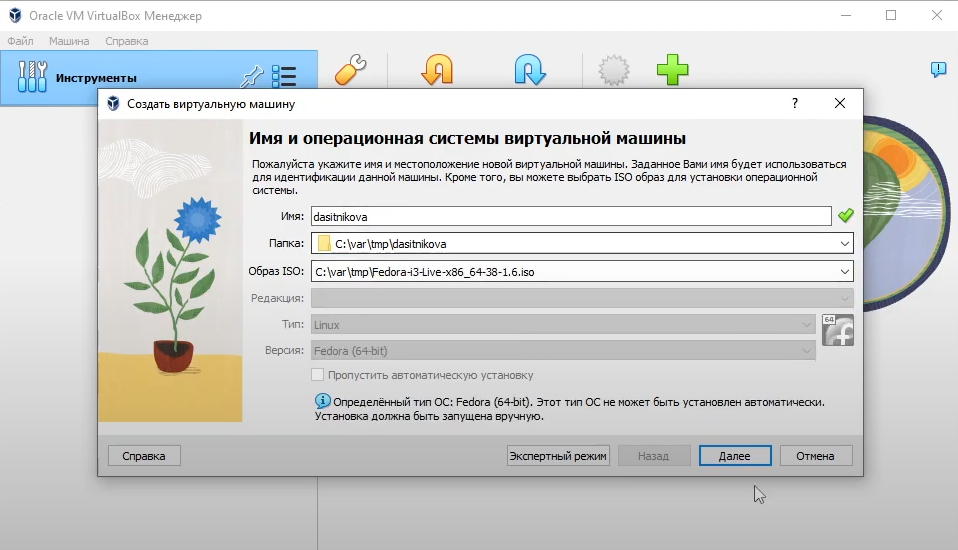 Oracle VM VirtualBox Менеджер
Файл Машина Справка
Инструменты
Создать виртуальную машину
?
Имя и операционная системы виртуальной машины
Пожалуйста укажите имя и местоположение новой виртуальной машины. Заданное Вами имя будет использоваться
для идентификации данной машины. Кроме того, вы можете выбрать ISO образ для установки операционной
системы.
Имя: dasitnikova
Папка: C:\var\tmp\dasitnikova
Образ ISO: C:\var\tmp\Fedora-i3-Live-x86_64-38-1.6.iso
Редакция:
Тип: Linux
64
Версия: Fedora (64-bit)
Пропустить автоматическую установку
Определённый тип ОС: Fedora (64-bit). Этот тип ОС не может быть установлен автоматически.
Установка должна быть запущена вручную.
Справка Экспертный режим Назад Далее Отмена